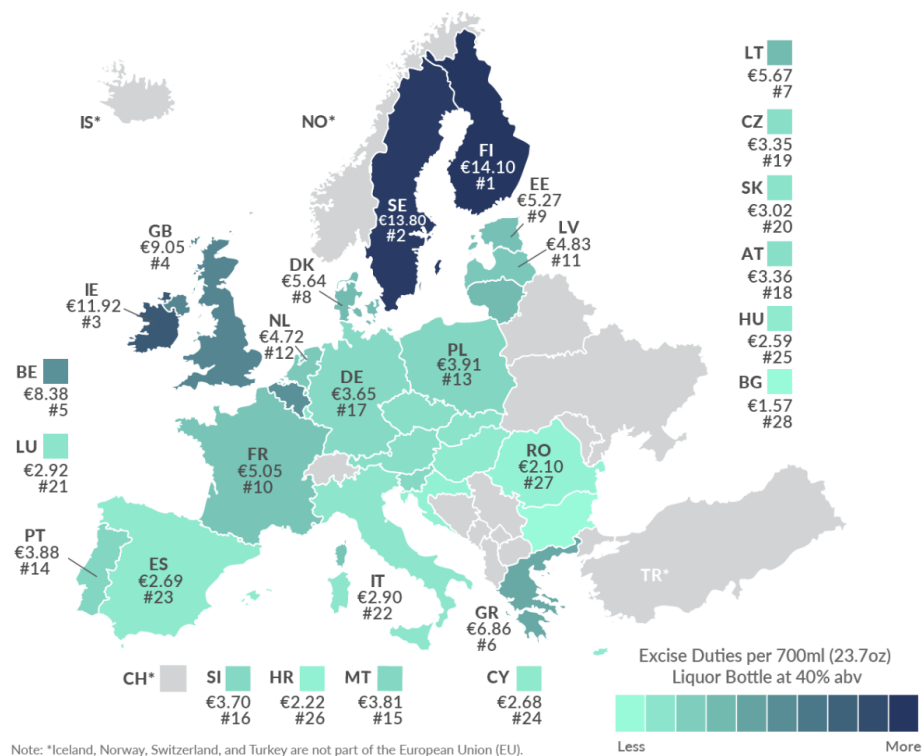 IS*
NO*
FI
€14.10
#1
SE
€13.80
#2
EE
€5.27
#9
LV
€4.83
#11
GB
€9.05
#4
DK
€5.64
#8
IE
€11.92
#3
NL
€4.72
#12
PL
€3.91
#13
DE
€3.65
#17
BE
€8.38
#5
LU
€2.92
#21
FR
€5.05
#10
RO
€2.10
#27
PT
€3.88
#14
ES
€2.69
#23
IT
€2.90
#22
GR
€6.86
#6
TR*
LT
€5.67
#7
CZ
€3.35
#19
SK
€3.02
#20
AT
€3.36
#18
HU
€2.59
#25
BG
€1.57
#28
CH*
SI
€3.70
#16
HR
€2.22
#26
MT
€3.81
#15
CY
€2.68
#24
Excise Duties per 700ml (23.7oz)
Liquor Bottle at 40% abv
Less
More
Note: *Iceland, Norway, Switzerland, and Turkey are not part of the European Union (EU).